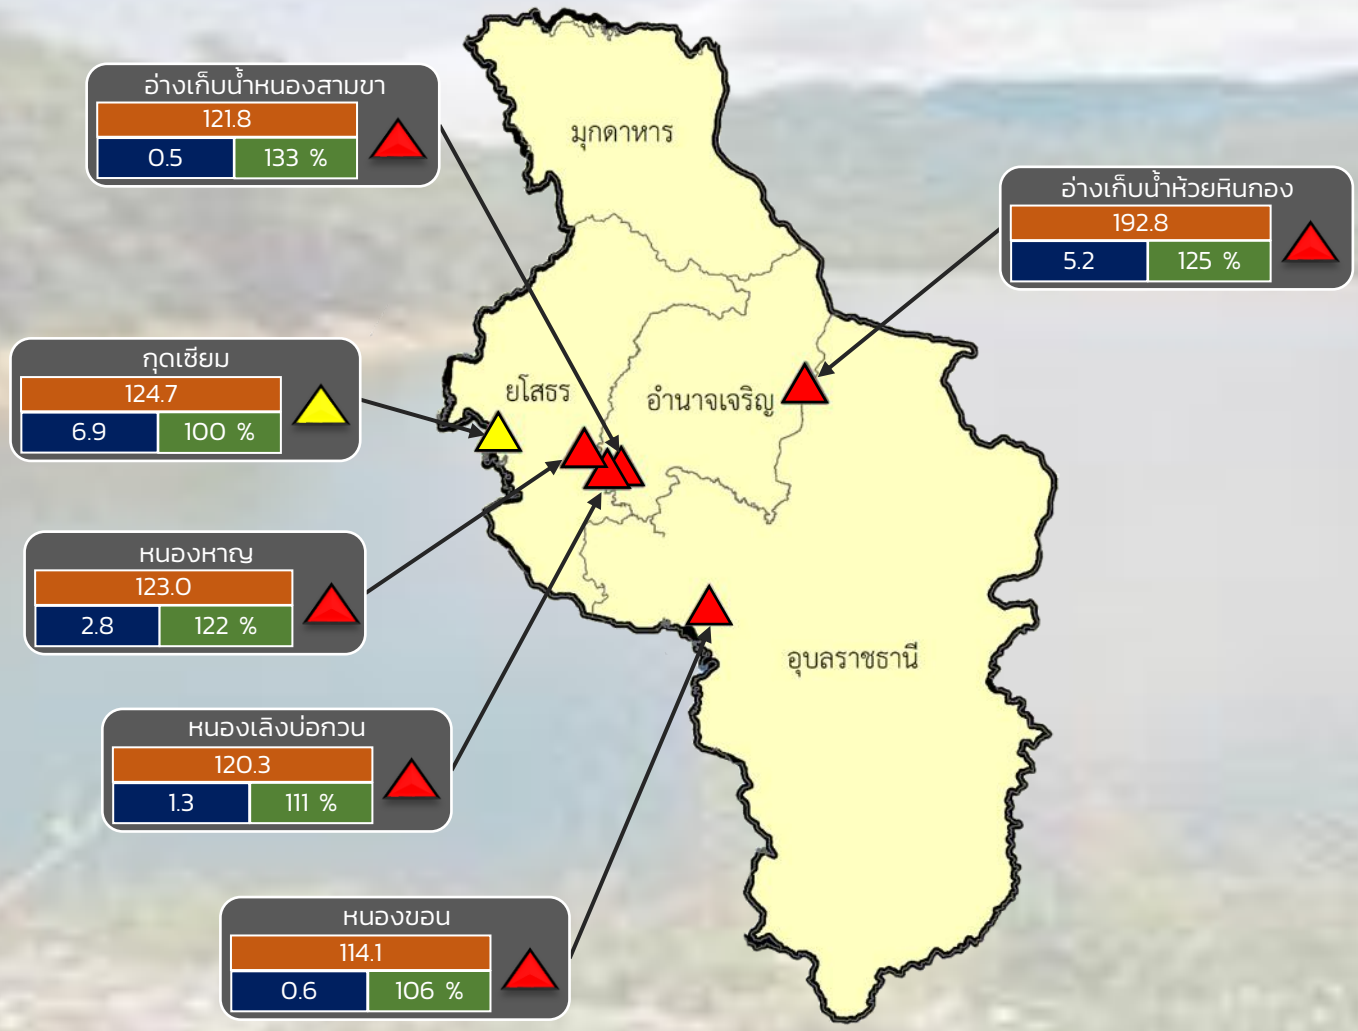 อ่างเก็บน้ำหนองสามขา
121.8
0.5 133 %
มุกดาหาร
อ่างเก็บน้ำห้วยหินกอง
192.8
5.2 125 %
กุดเชียม
124.7
6.9 100 %
ยโสธร
อำนาจเจริญ
หนองหาญ
123.0
2.8 122 %
อุบลราชธานี
หนองเลิงบ่อกวน
120.3
1.3 111 %
หนองขอน
114.1
0.6 106 %